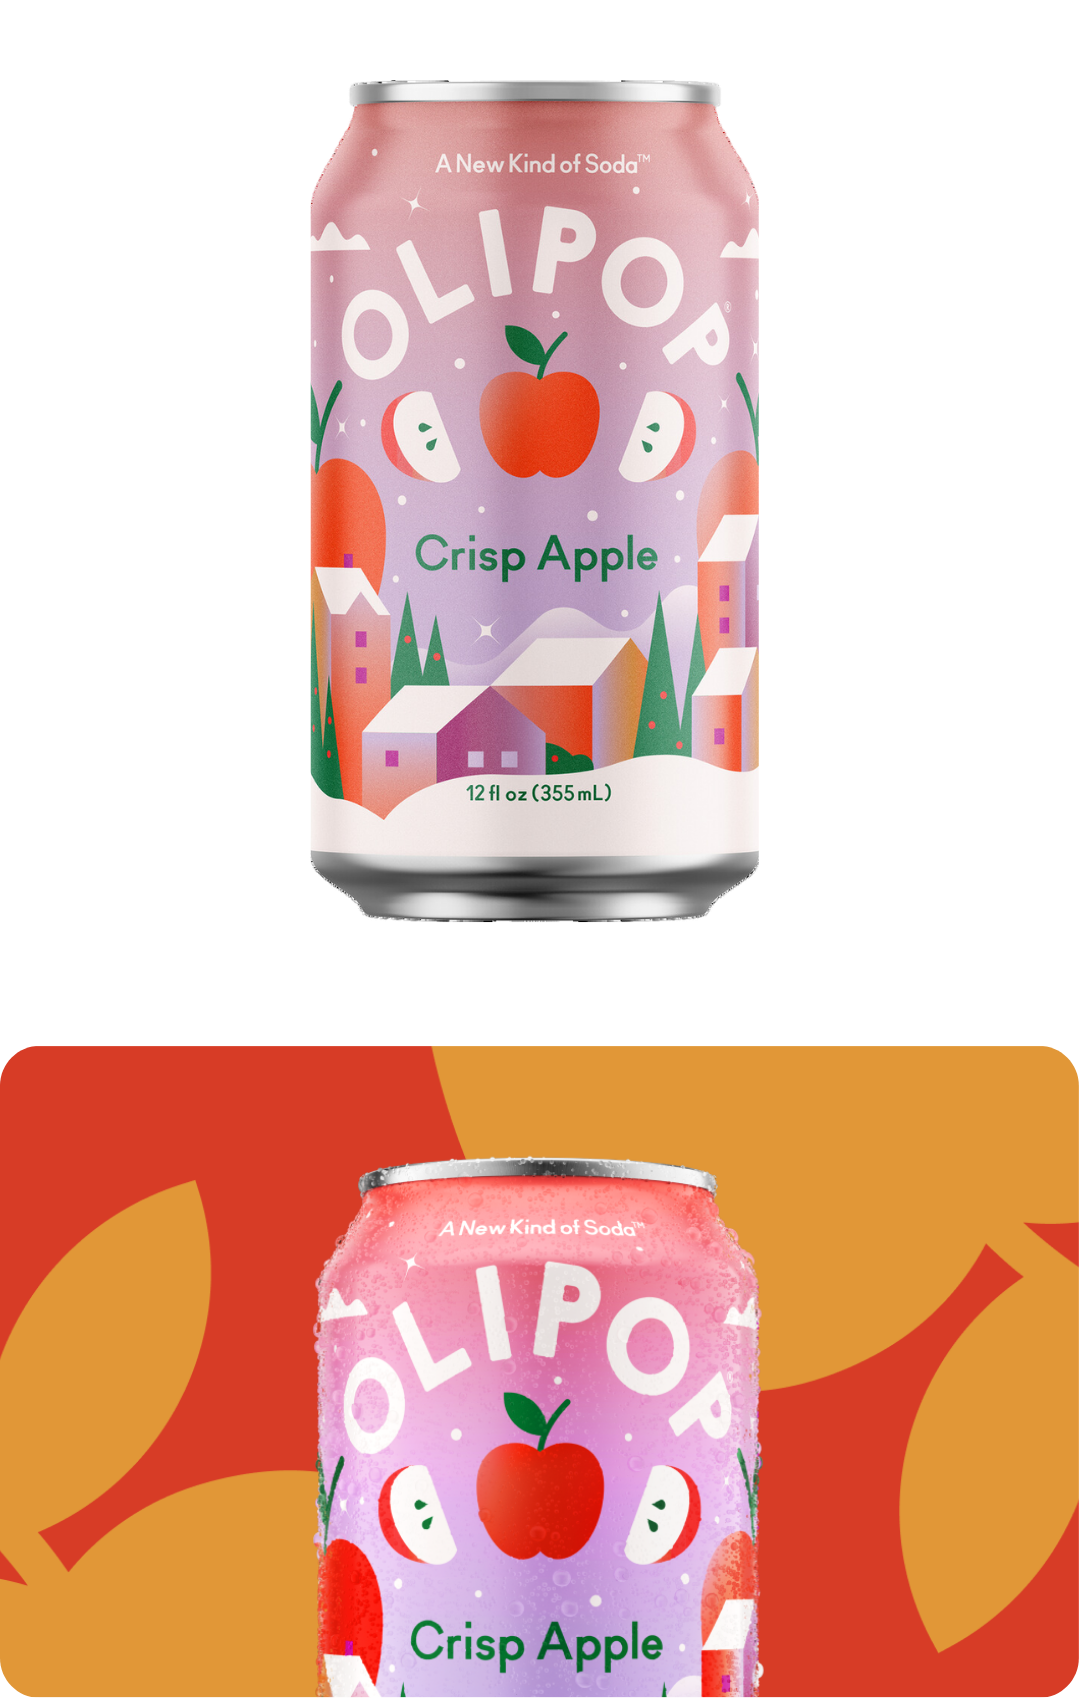 A New Kind of Soda™
OLIPOP®
Crisp Apple
12 fl oz (355 mL)
A New Kind of Soda™
OLIPOP
Crisp Apple